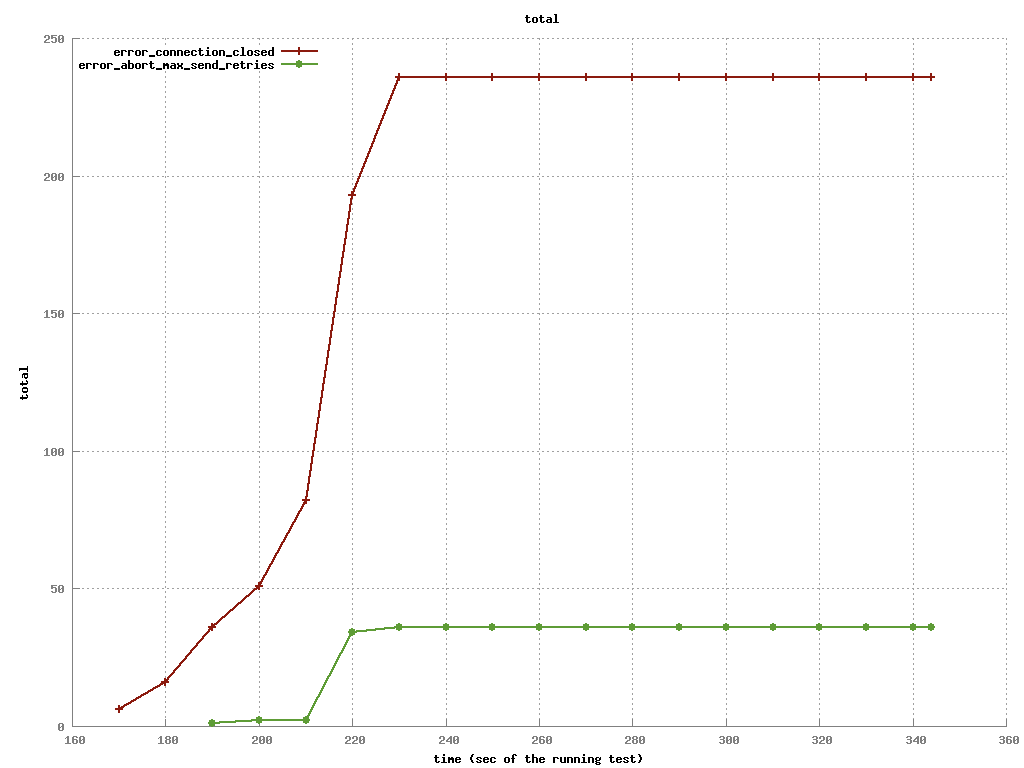 total
250
error_connection_closed
error_abort_max_send_retries
200
150
total
100
50
0
160 180 200 220 240 260 280 300 320 340 360
time (sec of the running test)